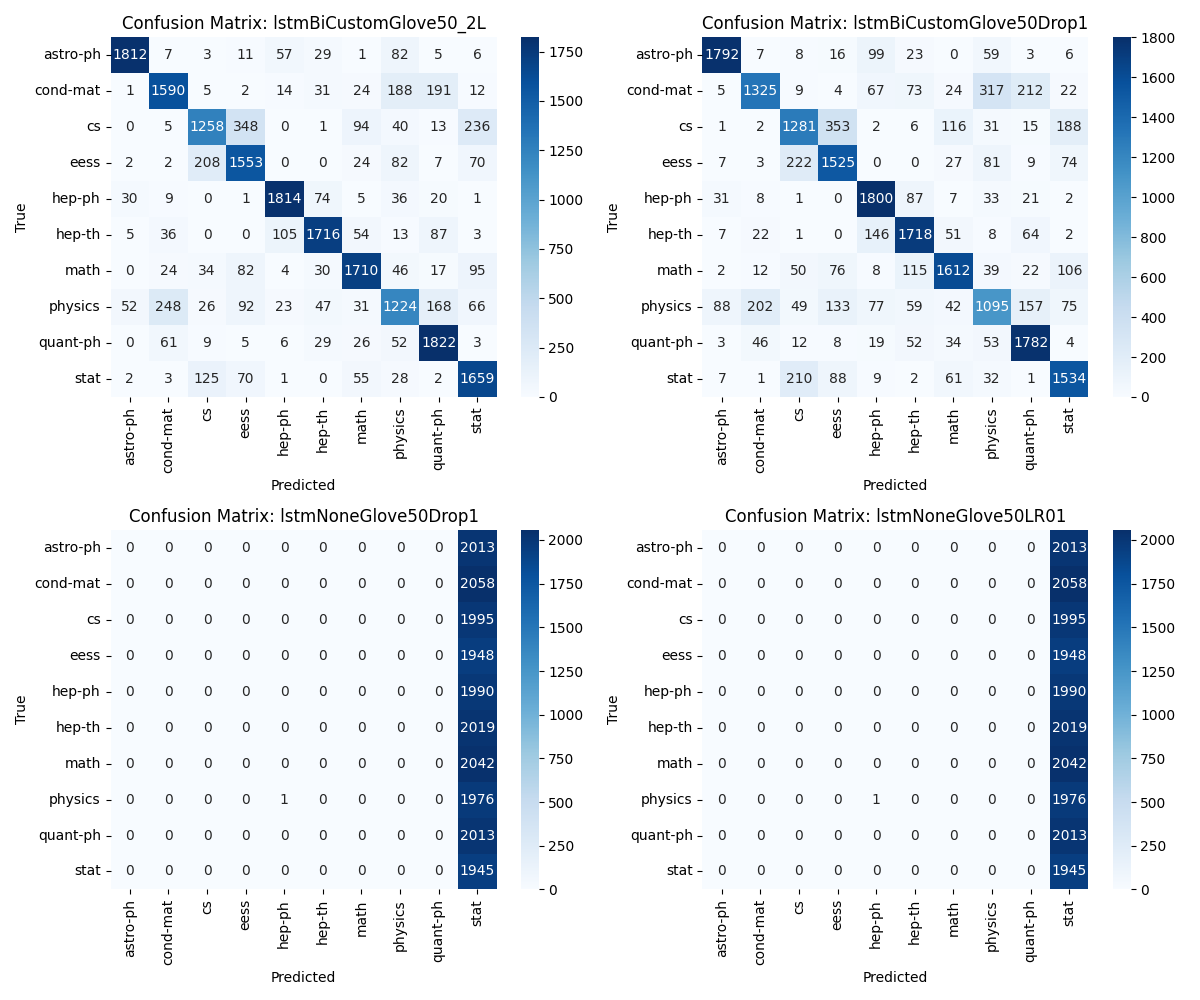 Confusion Matrix: lstmBiCustomGlove50_2L
astro-ph 1812 7 3 11 57 29 1 82 5 6
cond-mat 1 1590 5 2 14 31 24 188 191 12
cs 0 5 1258 348 0 1 94 40 13 236
eess 2 2 208 1553 0 0 24 82 7 70
hep-ph 30 9 0 1 1814 74 5 36 20 1
hep-th 5 36 0 0 105 1716 54 13 87 3
math 0 24 34 82 4 30 1710 46 17 95
physics 52 248 26 92 23 47 31 1224 168 66
quant-ph 0 61 9 5 6 29 26 52 1822 3
stat 2 3 125 70 1 0 55 28 2 1659
True
astro-ph cond-mat cs eess hep-ph hep-th math physics quant-ph stat
Predicted
1750
1500
1250
1000
750
500
250
0
Confusion Matrix: lstmBiCustomGlove50Drop1
astro-ph 1792 7 8 16 99 23 0 59 3 6
cond-mat 5 1325 9 4 67 73 24 317 212 22
cs 1 2 1281 353 2 6 116 31 15 188
eess 7 3 222 1525 0 0 27 81 9 74
hep-ph 31 8 1 0 1800 87 7 33 21 2
hep-th 7 22 1 0 146 1718 51 8 64 2
math 2 12 50 76 8 115 1612 39 22 106
physics 88 202 49 133 77 59 42 1095 157 75
quant-ph 3 46 12 8 19 52 34 53 1782 4
stat 7 1 210 88 9 2 61 32 1 1534
True
astro-ph cond-mat cs eess hep-ph hep-th math physics quant-ph stat
Predicted
1800
1600
1400
1200
1000
800
600
400
200
0
Confusion Matrix: lstmNoneGlove50Drop1
astro-ph 0 0 0 0 0 0 0 0 0 2013
cond-mat 0 0 0 0 0 0 0 0 0 2058
cs 0 0 0 0 0 0 0 0 0 1995
eess 0 0 0 0 0 0 0 0 0 1948
hep-ph 0 0 0 0 0 0 0 0 0 1990
hep-th 0 0 0 0 0 0 0 0 0 2019
math 0 0 0 0 0 0 0 0 0 2042
physics 0 0 0 0 1 0 0 0 0 1976
quant-ph 0 0 0 0 0 0 0 0 0 2013
stat 0 0 0 0 0 0 0 0 0 1945
True
astro-ph cond-mat cs eess hep-ph hep-th math physics quant-ph stat
Predicted
2000
1750
1500
1250
1000
750
500
250
0
Confusion Matrix: lstmNoneGlove50LR01
astro-ph 0 0 0 0 0 0 0 0 0 2013
cond-mat 0 0 0 0 0 0 0 0 0 2058
cs 0 0 0 0 0 0 0 0 0 1995
eess 0 0 0 0 0 0 0 0 0 1948
hep-ph 0 0 0 0 0 0 0 0 0 1990
hep-th 0 0 0 0 0 0 0 0 0 2019
math 0 0 0 0 0 0 0 0 0 2042
physics 0 0 0 0 1 0 0 0 0 1976
quant-ph 0 0 0 0 0 0 0 0 0 2013
stat 0 0 0 0 0 0 0 0 0 1945
True
astro-ph cond-mat cs eess hep-ph hep-th math physics quant-ph stat
Predicted
2000
1750
1500
1250
1000
750
500
250
0